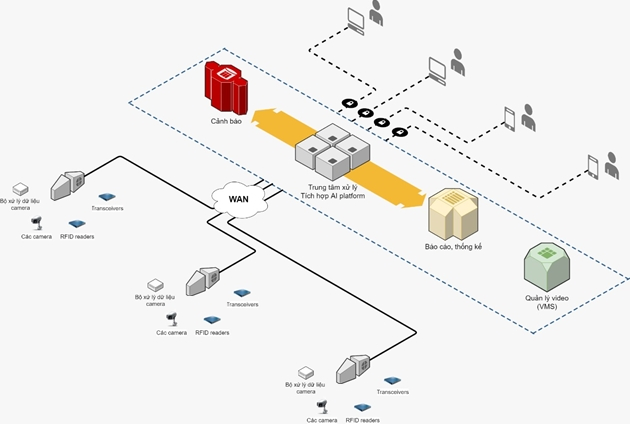 Cảnh báo
Trung tâm xử lý
Tích hợp AI platform
WAN
Báo cáo, thống kê
Quản lý video
(VMS)
Bộ xử lý dữ liệu
camera
Transceivers
Các camera
RFID readers
Bộ xử lý dữ liệu
camera
Transceivers
Các camera
RFID readers
Bộ xử lý dữ liệu
camera
Transceivers
Các camera
RFID readers